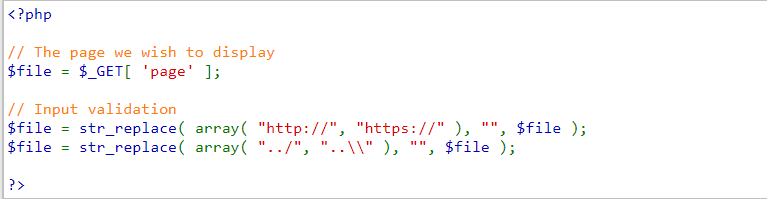 <?php
// The page we wish to display
$file = $_GET[ 'page' ];
// Input validation
$file = str_replace( array( "http://", "https://" ), "", $file );
$file = str_replace( array( "../", "..\\" ), "", $file );
?>